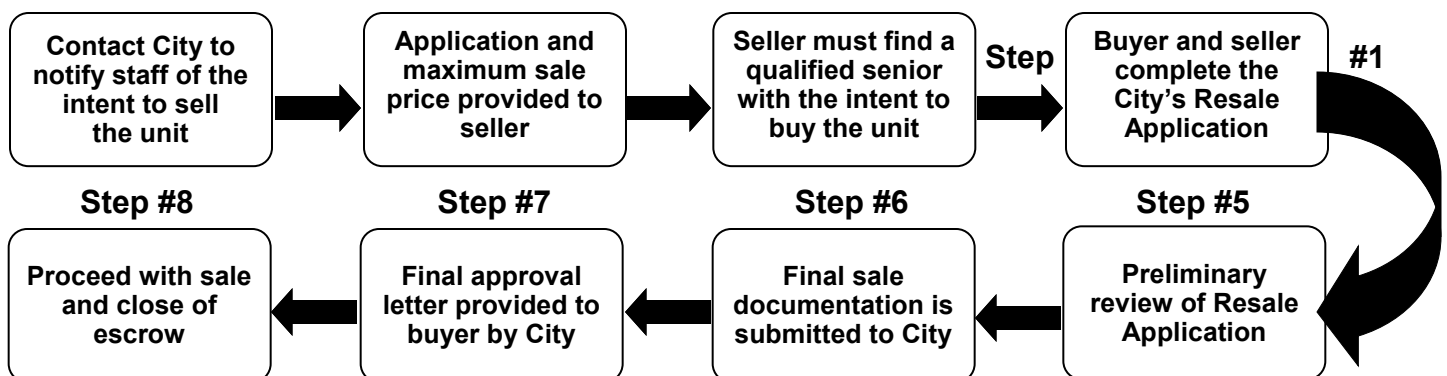 Contact City to
notify staff of the
intent to sell
the unit
Application and
maximum sale
price provided to
seller
Seller must find a
qualified senior
with the intent to
buy the unit
Step
Buyer and seller
complete the
City’s Resale
Application
#1
Step #5
Preliminary
review of Resale
Application
Step #6
Final sale
documentation is
submitted to City
Step #7
Final approval
letter provided to
buyer by City
Step #8
Proceed with sale
and close of
escrow